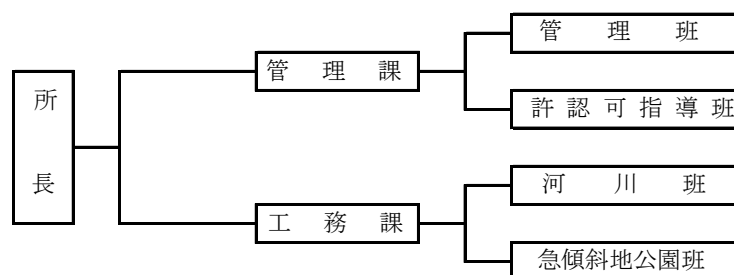 所長
管理課
管理班
許認可指導班
工務課
河川班
急傾斜地公園班